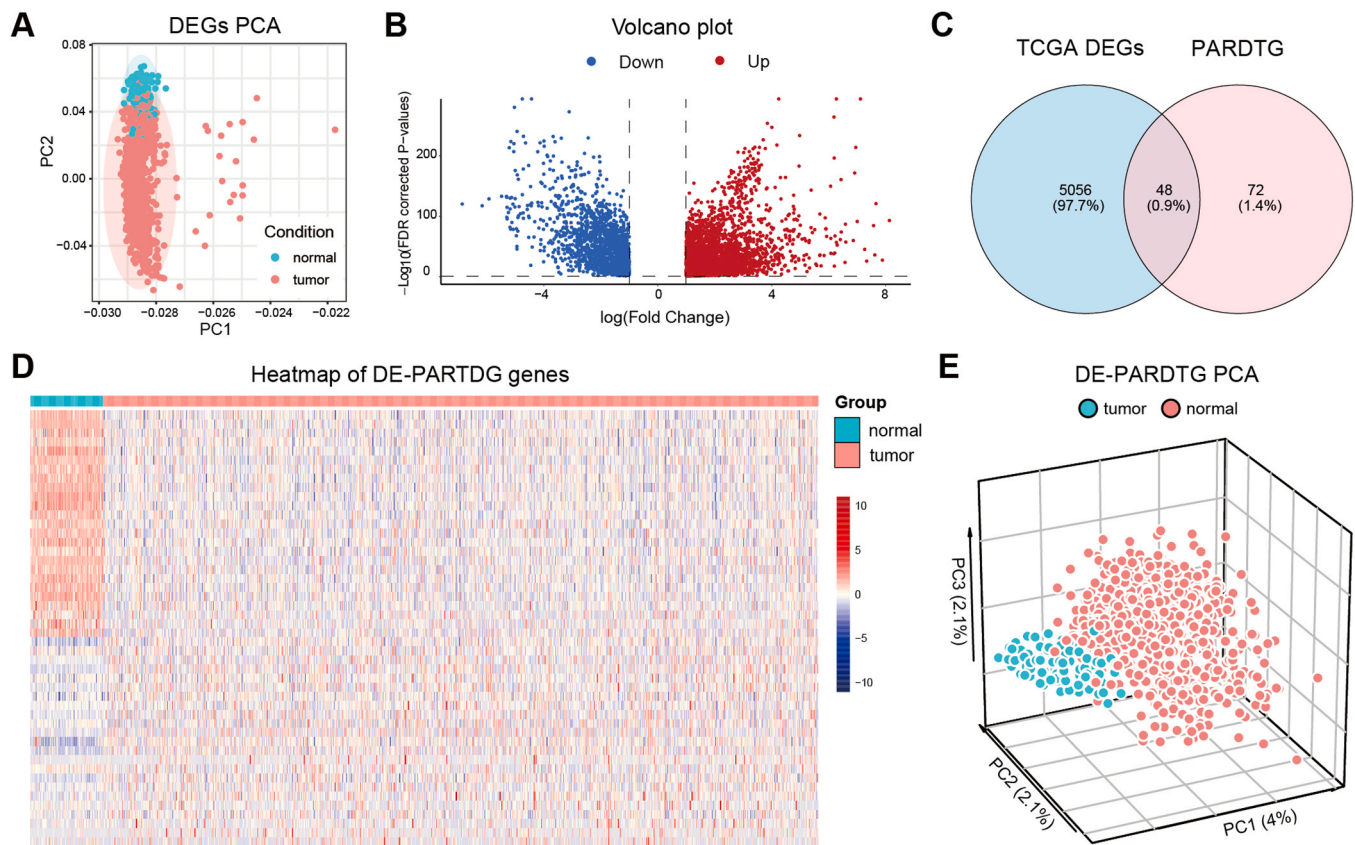 A
DEGs PCA
0.08
0.04
0.00
−0.04
PC2
Condition
normal
tumor
−0.030
−0.028
−0.026
−0.024
−0.022
PC1
B
Volcano plot
Down
Up
−Log10(FDR corrected P-values)
200
100
0
−4
0
4
8
log(Fold Change)
C
TCGA DEGs
PARDTG
5056
(97.7%)
48
(0.9%)
72
(1.4%)
D
Heatmap of DE-PARTDG genes
Group
normal
tumor
10
5
0
−5
−10
E
DE-PARDTG PCA
tumor
normal
PC3 (2.1%)
PC2 (2.1%)
PC1 (4%)